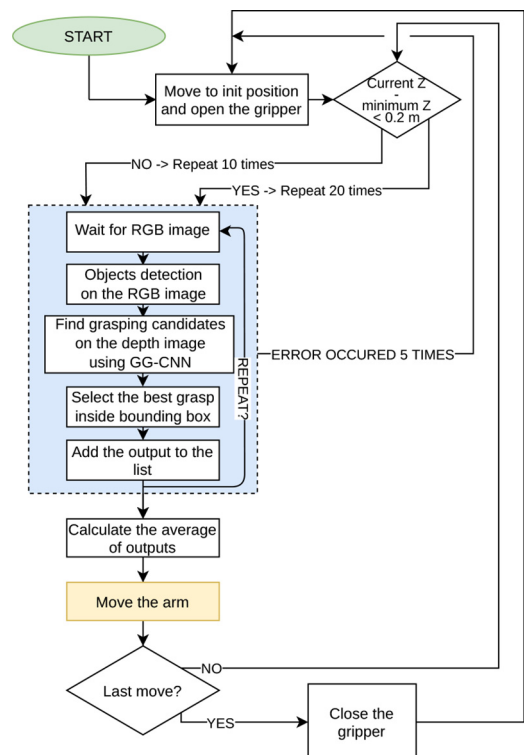 START
Move to init position
and open the gripper
Current Z
-
minimum Z
< 0.2 m
NO -> Repeat 10 times
YES -> Repeat 20 times
Wait for RGB image
Objects detection
on the RGB image
Find grasping candidates
on the depth image
using GG-CNN
Select the best grasp
inside bounding box
Add the output to the
list
REPEAT?
ERROR OCCURED 5 TIMES
Calculate the average
of outputs
Move the arm
Last move?
NO
YES
Close the
gripper